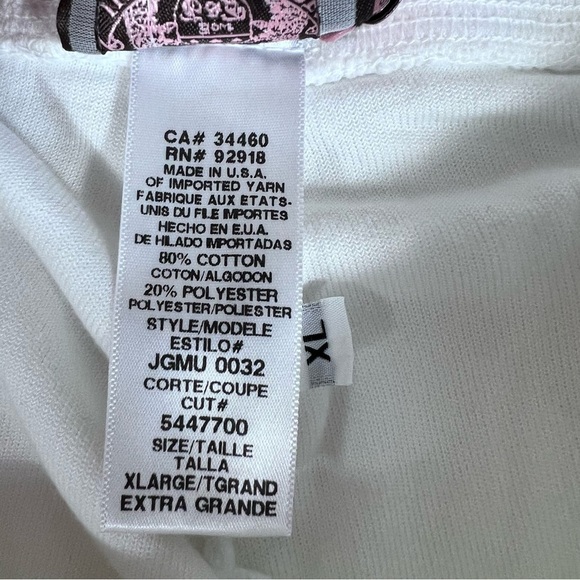 CA# 34460
RN# 92918
MADE IN U.S.A.
OF IMPORTED YARN
FABRIQUE AUX ETATS-
UNIS DU FILE IMPORTES
HECHO EN E.U.A.
DE HILADO IMPORTADAS
80% COTTON
COTON/ALGODON
20% POLYESTER
POLYESTER/POLIESTER
STYLE/MODELE
ESTILO#
JGMU 0032
CORTE/COUPE
CUT#
5447700
SIZE/TAILLE
TALLA
XLARGE/TGRAND
EXTRA GRANDE
XL